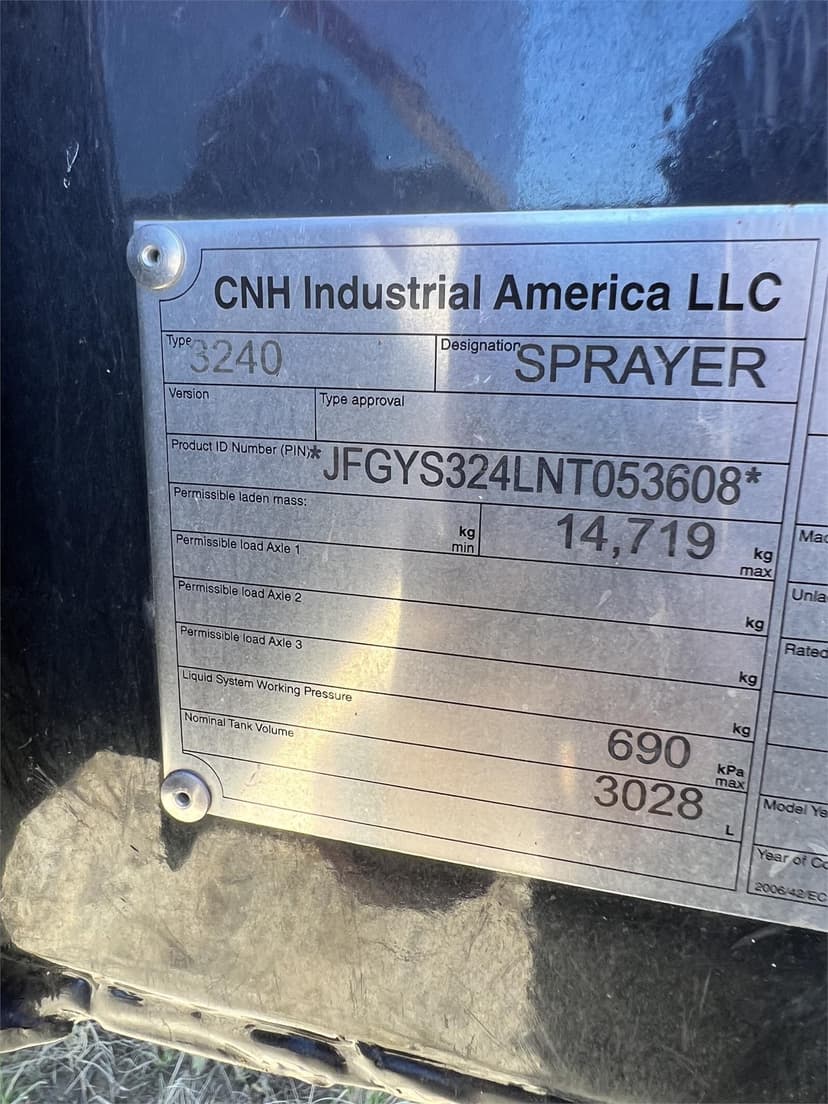 CNH Industrial America LLC
Type 3240 Designation SPRAYER
Version Type approval
Product ID Number (PIN) *JFGYS324LNT053608*
Permissible laden mass: kg min 14,719 kg max
Permissible load Axle 1 kg
Permissible load Axle 2 kg
Permissible load Axle 3 kg
Liquid System Working Pressure 690 kPa max
Nominal Tank Volume 3028 L
Rated
Model
Year of
2006/42/EC